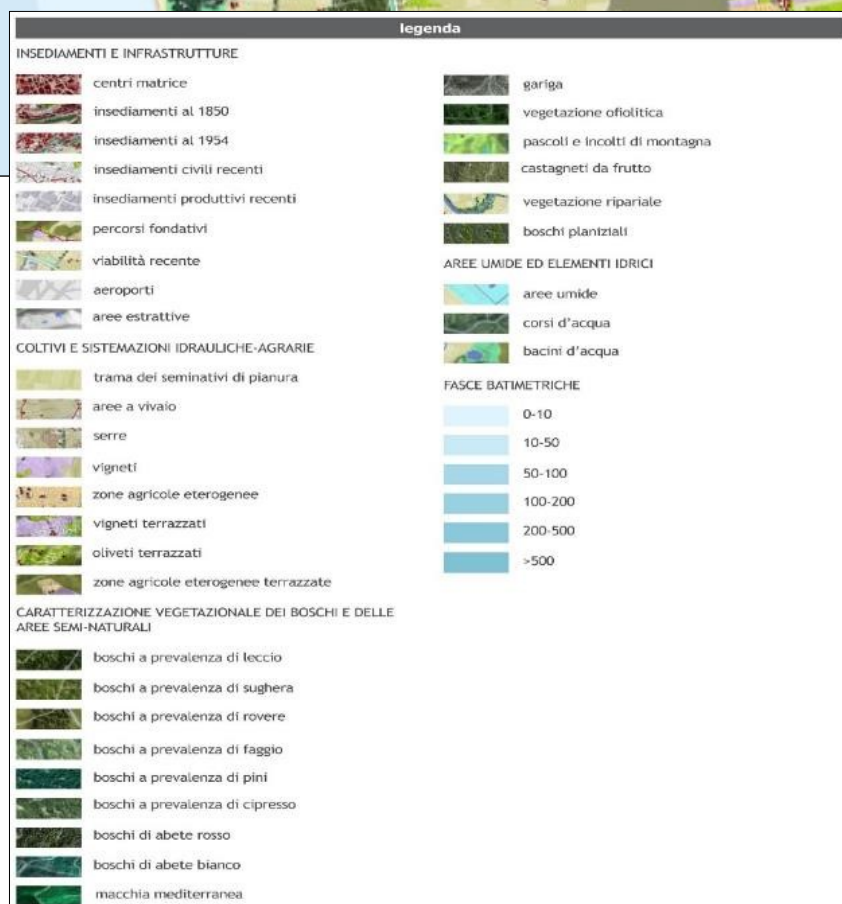 legenda
INSEDIAMENTI E INFRASTRUTTURE
centri matrice
insediamenti al 1850
insediamenti al 1954
insediamenti civili recenti
insediamenti produttivi recenti
percorsi fondativi
viabilità recente
aeroporti
aree estrattive
COLTIVI E SISTEMAZIONI IDRAULICHE-AGRARIE
trama dei seminativi di pianura
aree a vivaio
serre
vigneti
zone agricole eterogenee
vigneti terrazzati
oliveti terrazzati
zone agricole eterogenee terrazzate
CARATTERIZZAZIONE VEGETAZIONALE DEI BOSCHI E DELLE
AREE SEMI-NATURALI
boschi a prevalenza di leccio
boschi a prevalenza di sughera
boschi a prevalenza di rovere
boschi a prevalenza di faggio
boschi a prevalenza di pini
boschi a prevalenza di cipresso
boschi di abete rosso
boschi di abete bianco
macchia mediterranea
gariga
vegetazione ofiolitica
pascoli e incolti di montagna
castagneti da frutto
vegetazione ripariale
boschi planiziali
AREE UMIDE ED ELEMENTI IDRICI
aree umide
corsi d'acqua
bacini d'acqua
FASCE BATIMETRICHE
0-10
10-50
50-100
100-200
200-500
>500